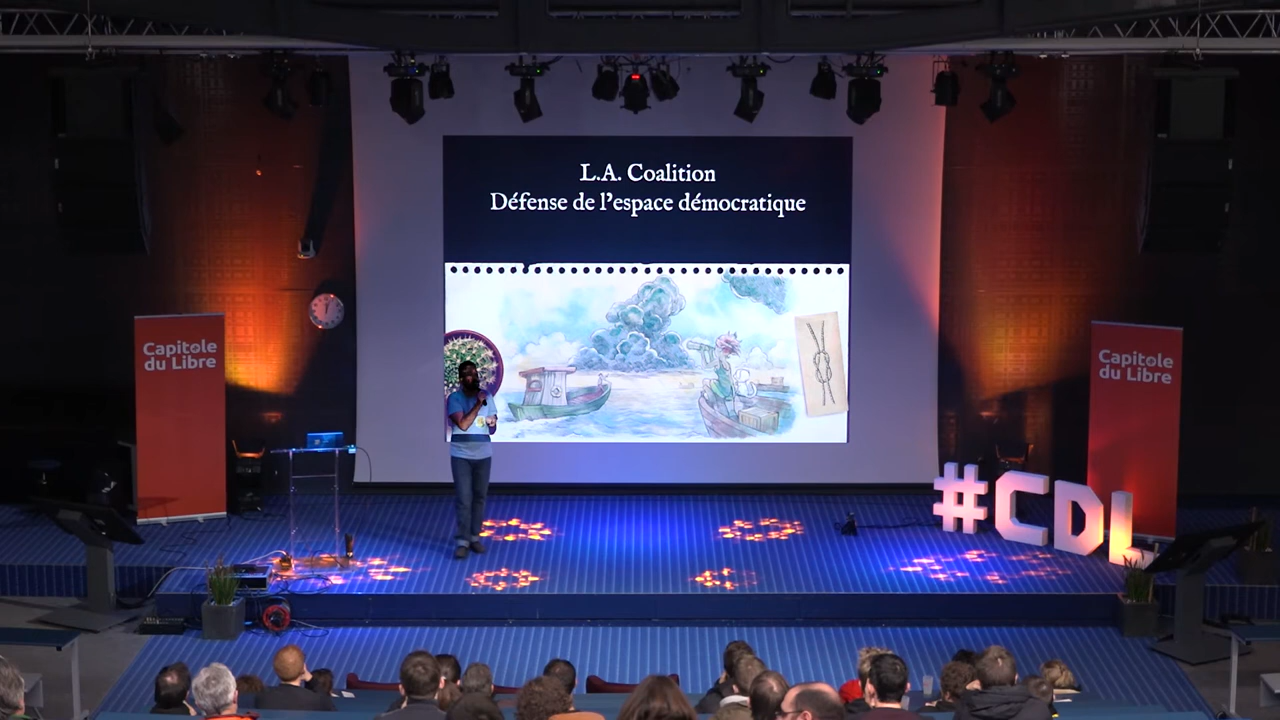 L.A. Coalition
Défense de l'espace démocratique
Capitole
du Libre
Capitole
du Libre
#CDL